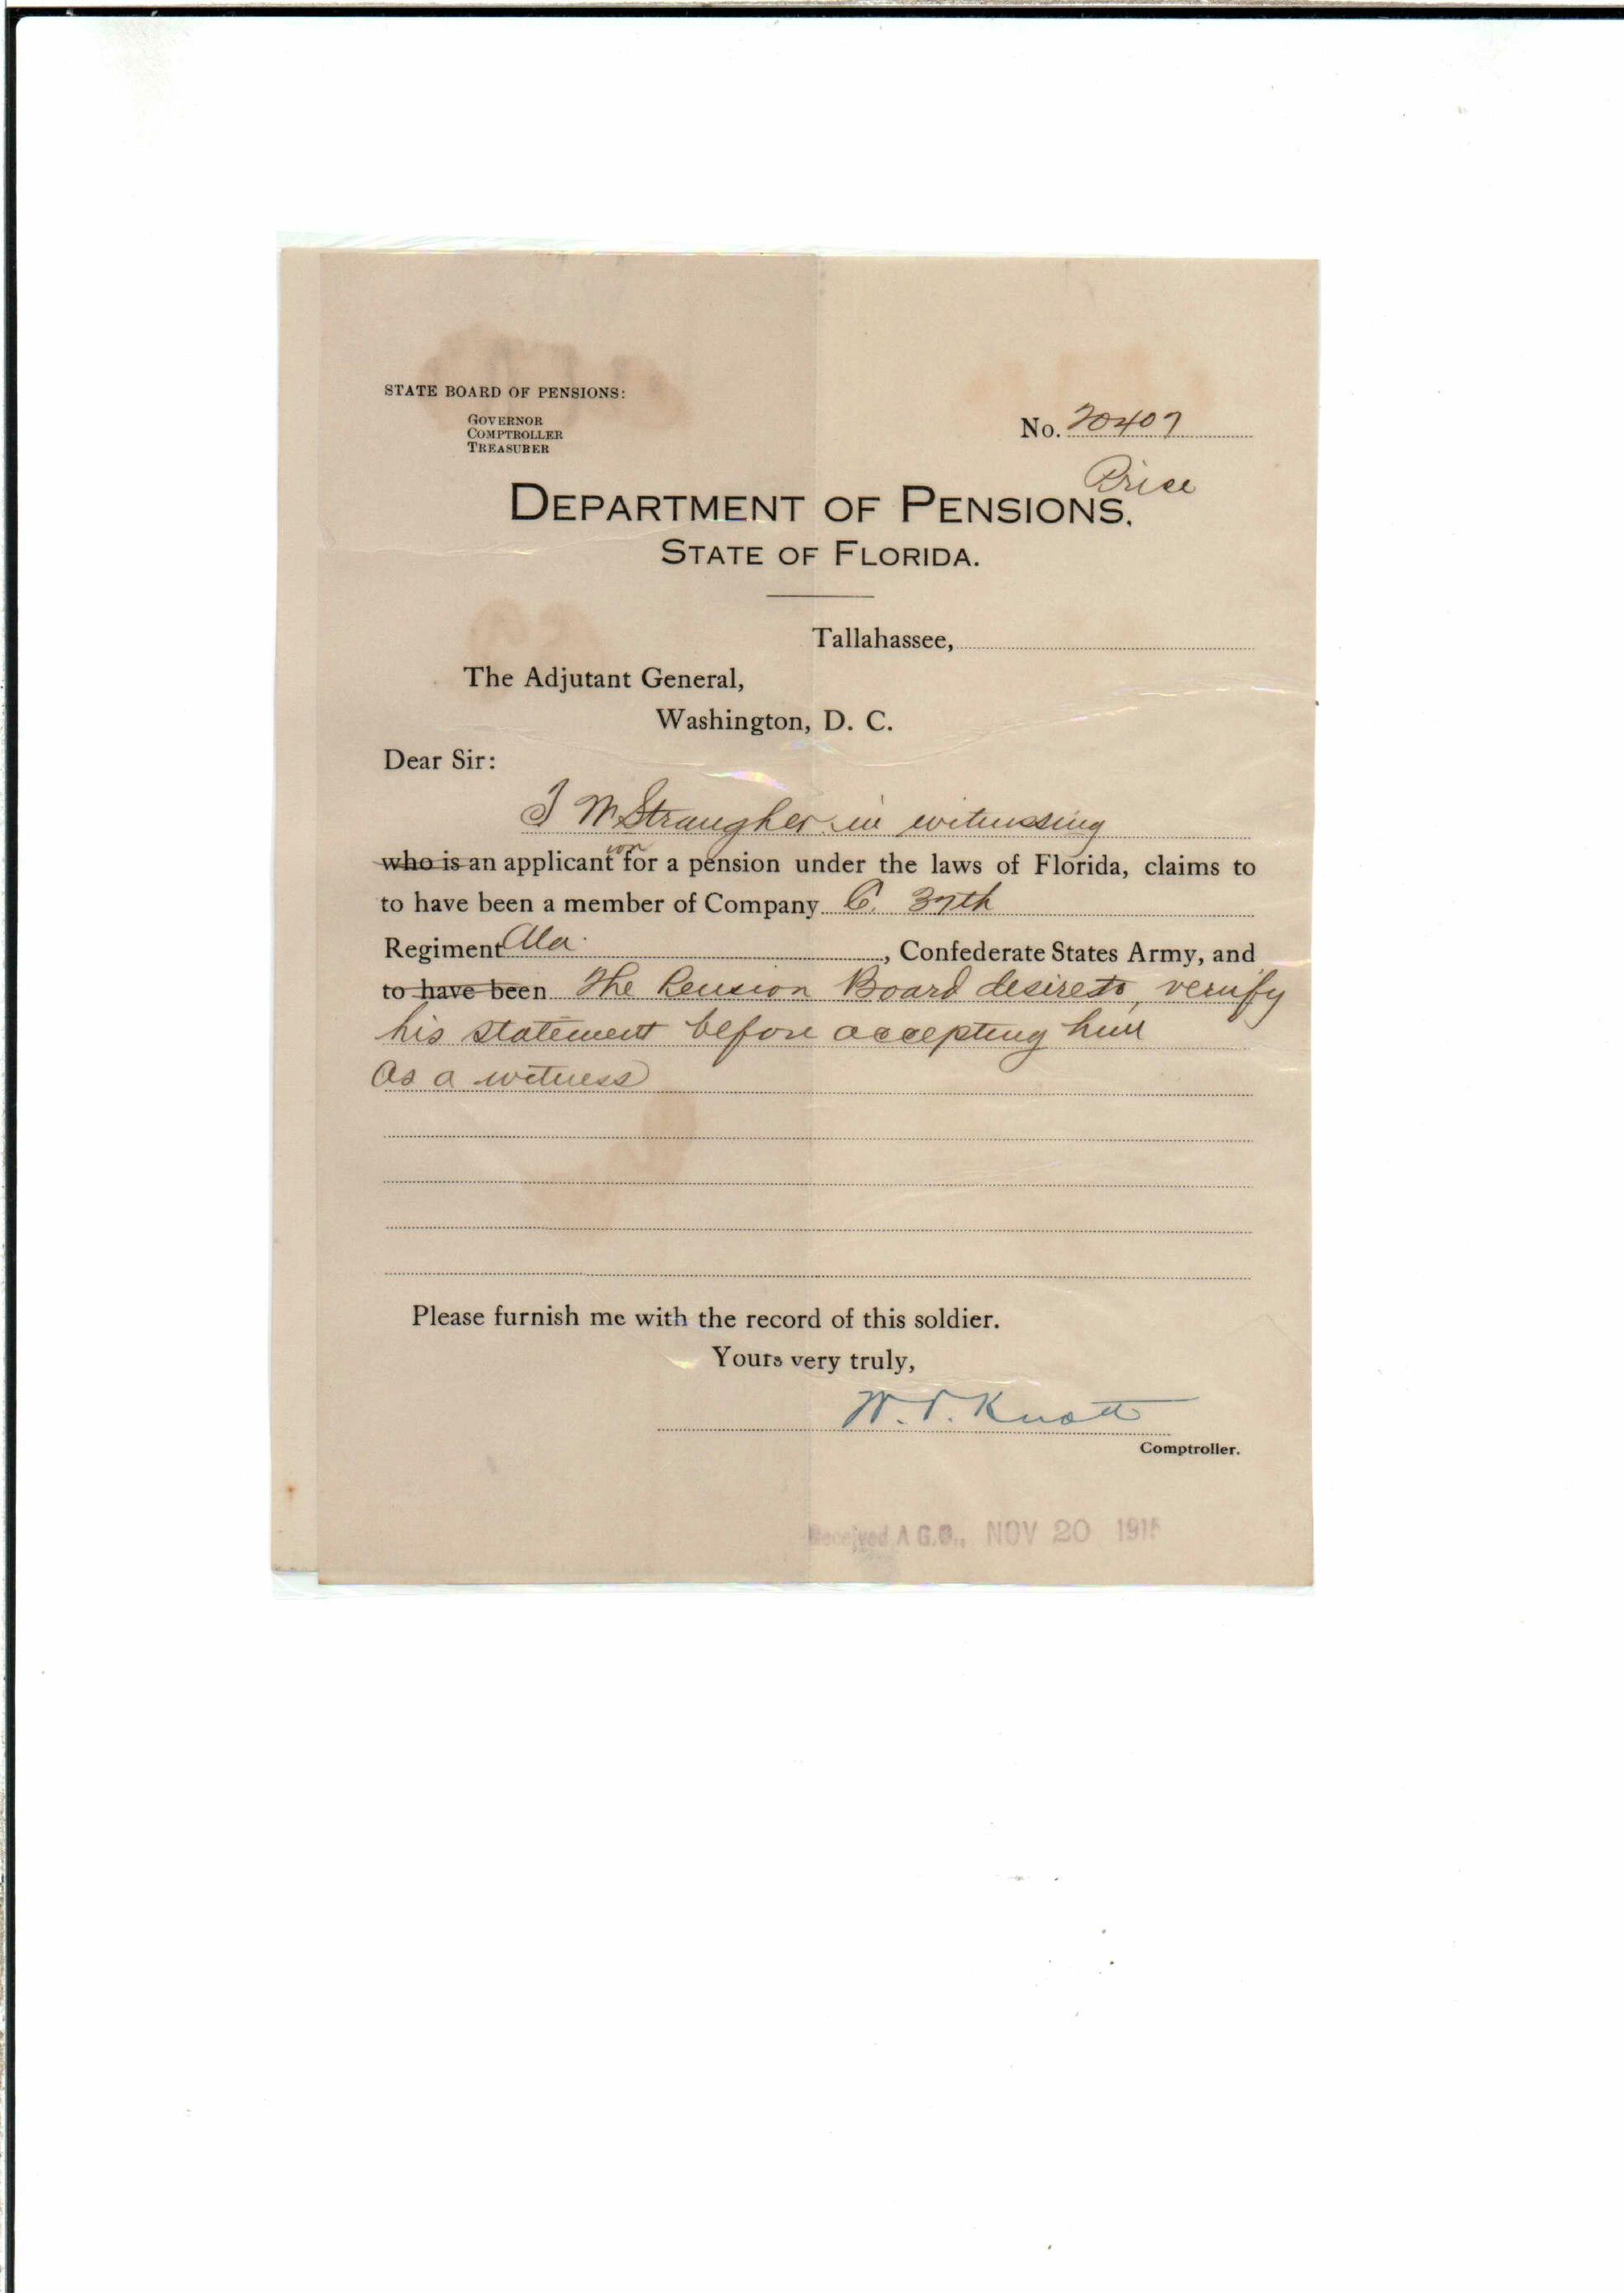 STATE BOARD OF PENSIONS:
GOVERNOR
COMPTROLLER
TREASURER
No. 20407
Price
DEPARTMENT OF PENSIONS,
STATE OF FLORIDA.
Tallahassee,
The Adjutant General,
Washington, D. C.
Dear Sir:
J M Straugher in witnessing
who is an applicant ion for a pension under the laws of Florida, claims to
to have been a member of Company C. 37th
Regiment Ala. , Confederate States Army, and
to have been The Pension Board desires to verify
his statement before accepting him
as a witness
Please furnish me with the record of this soldier.
Yours very truly,
W. V. Knott
Comptroller.
Received A.G.O., NOV 20 191